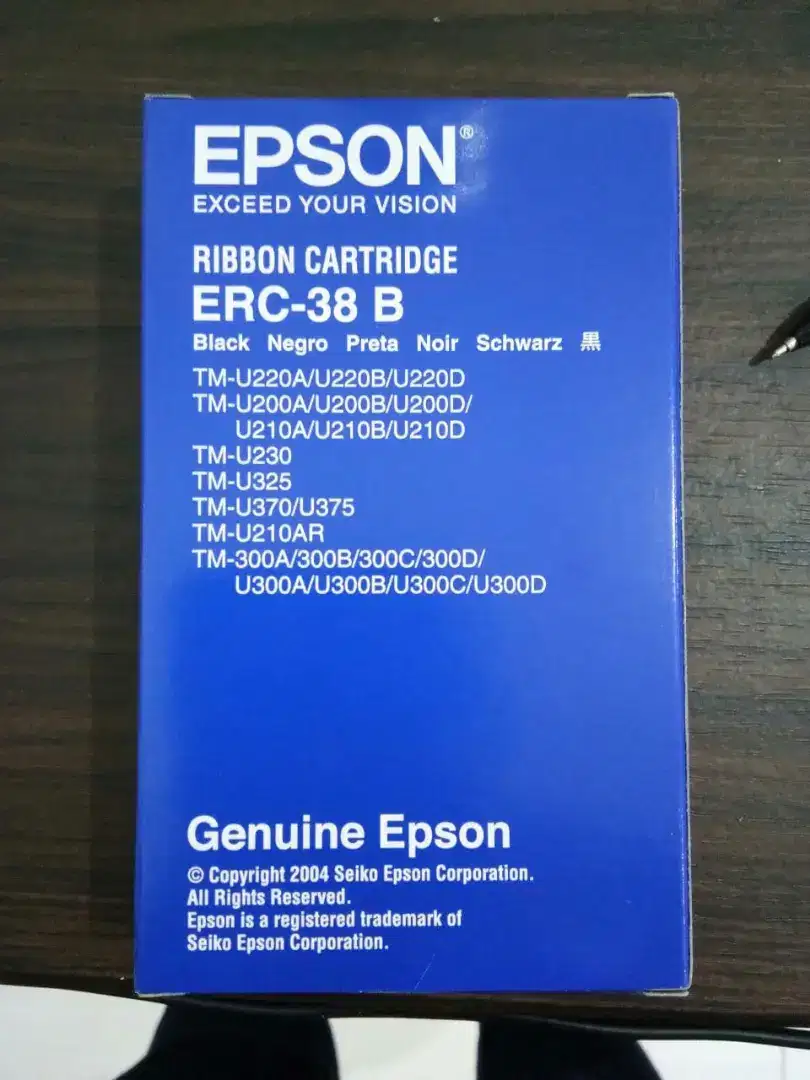 EPSON®
EXCEED YOUR VISION
RIBBON CARTRIDGE
ERC-38 B
Black Negro Preta Noir Schwarz 黒
TM-U220A/U220B/U220D
TM-U200A/U200B/U200D/
U210A/U210B/U210D
TM-U230
TM-U325
TM-U370/U375
TM-U210AR
TM-300A/300B/300C/300D/
U300A/U300B/U300C/U300D
Genuine Epson
© Copyright 2004 Seiko Epson Corporation.
All Rights Reserved.
Epson is a registered trademark of
Seiko Epson Corporation.